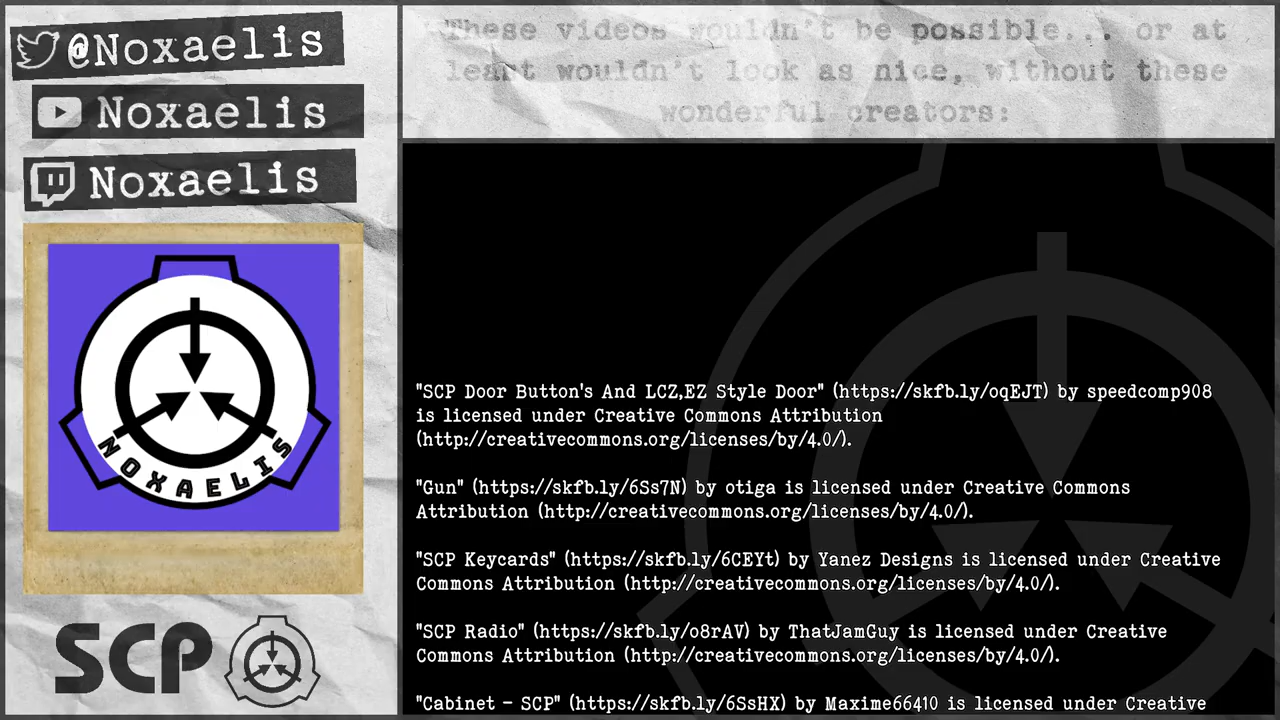 @Noxaelis
Noxaelis
Noxaelis
NOXAELIS
SCP
These videos wouldn't be possible... or at
least wouldn't look as nice, without these
wonderful creators:
"SCP Door Button's And LCZ,EZ Style Door" (https://skfb.ly/oqEJT) by speedcomp908
is licensed under Creative Commons Attribution
(http://creativecommons.org/licenses/by/4.0/).
"Gun" (https://skfb.ly/6Ss7N) by otiga is licensed under Creative Commons
Attribution (http://creativecommons.org/licenses/by/4.0/).
"SCP Keycards" (https://skfb.ly/6CEYt) by Yanez Designs is licensed under Creative
Commons Attribution (http://creativecommons.org/licenses/by/4.0/).
"SCP Radio" (https://skfb.ly/o8rAV) by ThatJamGuy is licensed under Creative
Commons Attribution (http://creativecommons.org/licenses/by/4.0/).
"Cabinet - SCP" (https://skfb.ly/6SsHX) by Maxime66410 is licensed under Creative